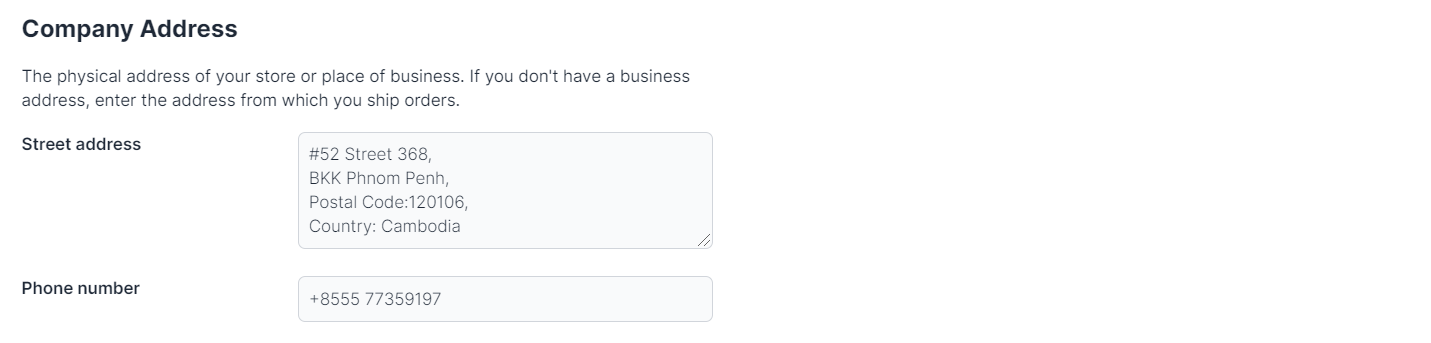 Company Address
The physical address of your store or place of business. If you don't have a business
address, enter the address from which you ship orders.
Street address
#52 Street 368,
BKK Phnom Penh,
Postal Code:120106,
Country: Cambodia
Phone number
+8555 77359197